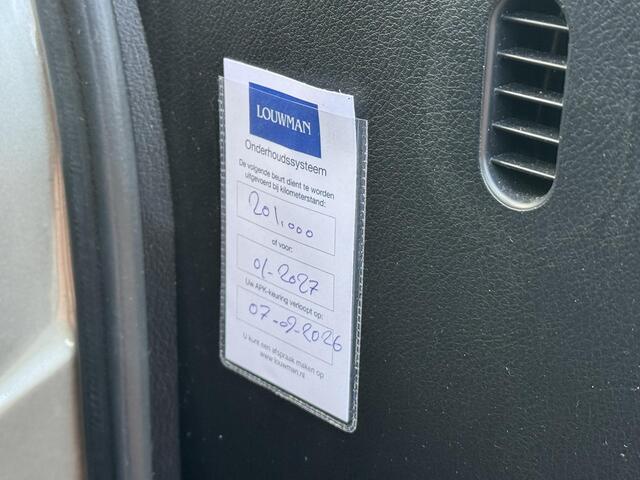 LOUWMAN
Onderhoudssysteem
De volgende beurt dient te worden
uitgevoerd bij kilometerstand:
201.000
of voor:
01-2027
Uw APK-keuring verloopt op:
07-09-2026
U kunt een afspraak maken op
www.louwman.nl